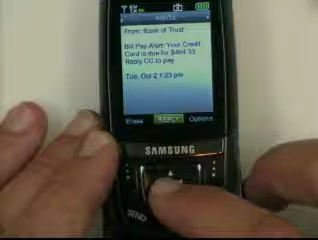 INBOX
From: Bank of Trust
Bill Pay Alert: Your Credit
Card is due for $464.33
Reply CC to pay.
Tue, Oct 2 1:23 pm
Erase REPLY Options
SAMSUNG
SEND